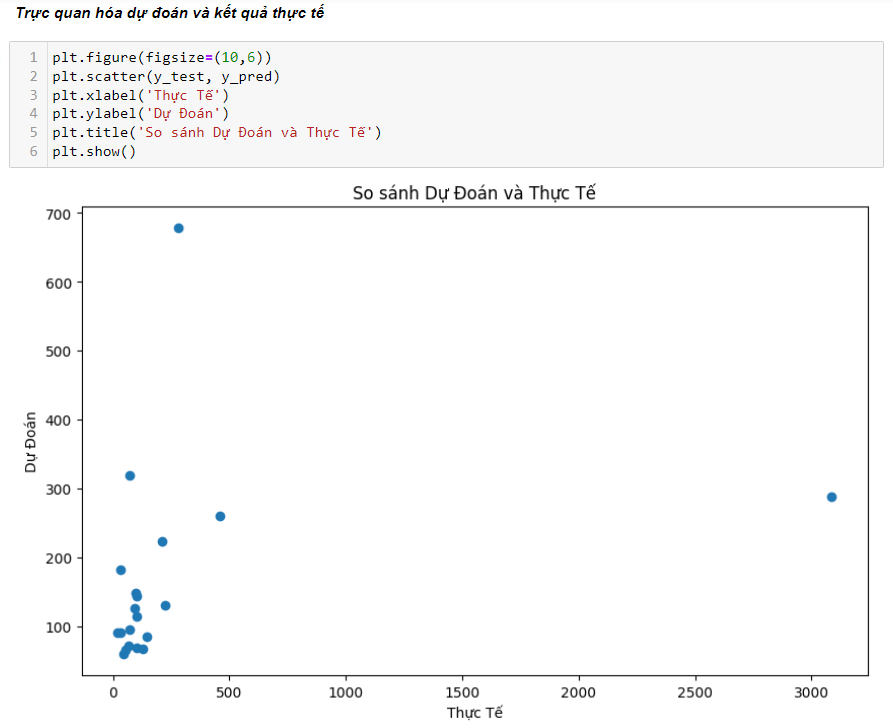 Trực quan hóa dự đoán và kết quả thực tế
1 plt.figure(figsize=(10,6))
2 plt.scatter(y_test, y_pred)
3 plt.xlabel('Thực Tế')
4 plt.ylabel('Dự Đoán')
5 plt.title('So sánh Dự Đoán và Thực Tế')
6 plt.show()
So sánh Dự Đoán và Thực Tế
700
600
500
400
300
200
100
Dự Đoán
0 500 1000 1500 2000 2500 3000
Thực Tế